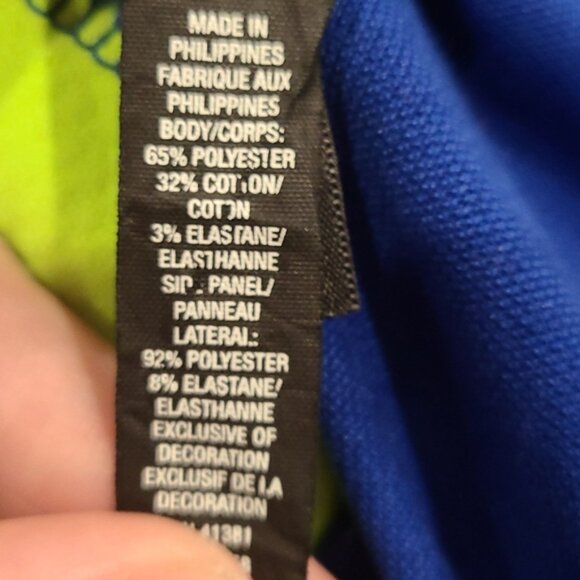 MADE IN
PHILIPPINES
FABRIQUE AUX
PHILIPPINES
BODY/CORPS:
65% POLYESTER
32% COTTON/
COTON
3% ELASTANE/
ELASTHANNE
PANEL/
PANNEAU
LATERAL:
92% POLYESTER
8% ELASTANE/
ELASTHANNE
EXCLUSIVE OF
DECORATION
EXCLUSIF DE LA
DECORATION
41381